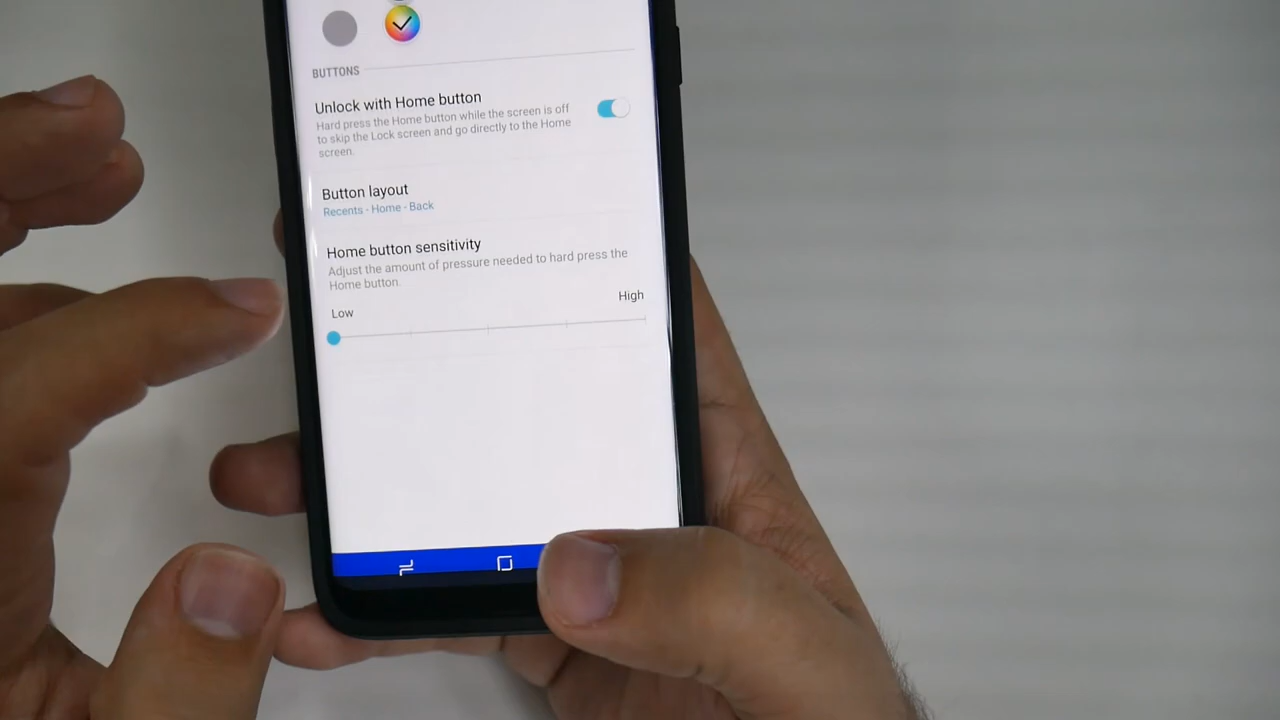 BUTTONS
Unlock with Home button
Hard press the Home button while the screen is off
to skip the Lock screen and go directly to the Home
screen.
Button layout
Recents - Home - Back
Home button sensitivity
Adjust the amount of pressure needed to hard press the
Home button.
Low
High